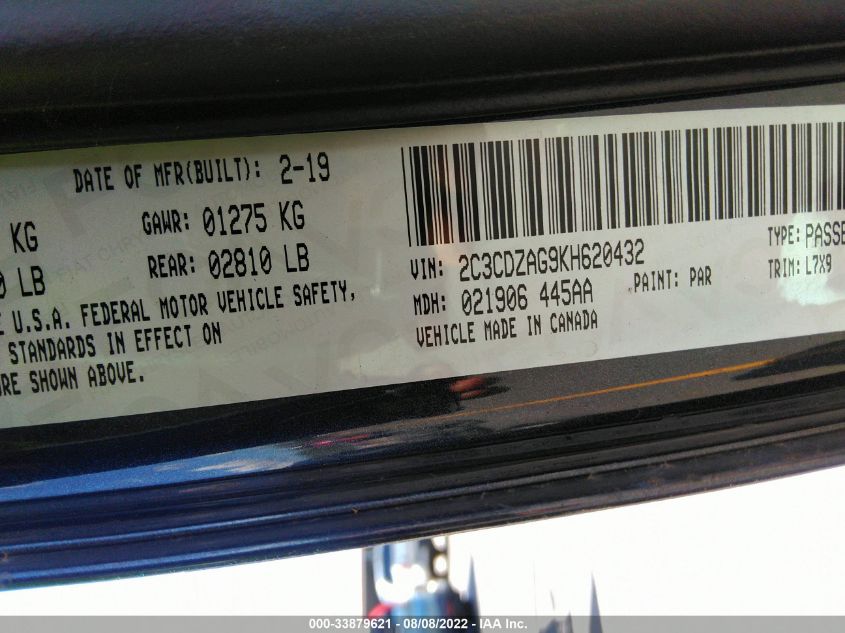 DATE OF MFR(BUILT): 2-19
KG GAWR: 01275 KG
0 LB REAR: 02810 LB
E U.S.A. FEDERAL MOTOR VEHICLE SAFETY,
STANDARDS IN EFFECT ON
URE SHOWN ABOVE.
VIN: 2C3CDZAG9KH620432
TYPE: PASSE
MDH: 021906 445AA
PAINT: PAR
TRIM: L7X9
VEHICLE MADE IN CANADA
000-33879621 - 08/08/2022 - IAA Inc.